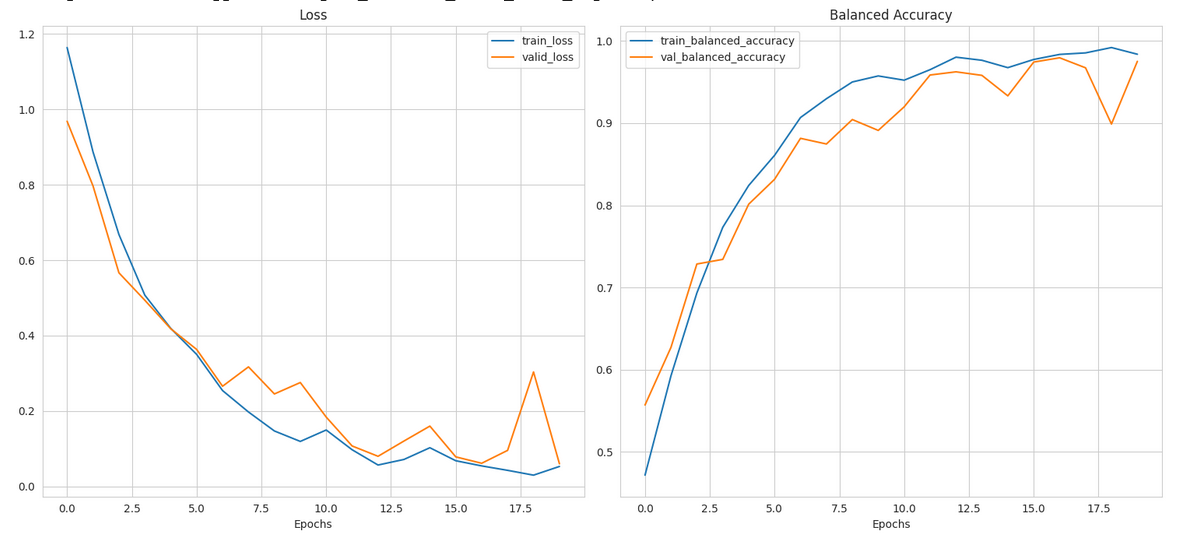 Loss
1.2
1.0
0.8
0.6
0.4
0.2
0.0
train_loss
valid_loss
0.0 2.5 5.0 7.5 10.0 12.5 15.0 17.5
Epochs
Balanced Accuracy
1.0
0.9
0.8
0.7
0.6
0.5
train_balanced_accuracy
val_balanced_accuracy
0.0 2.5 5.0 7.5 10.0 12.5 15.0 17.5
Epochs